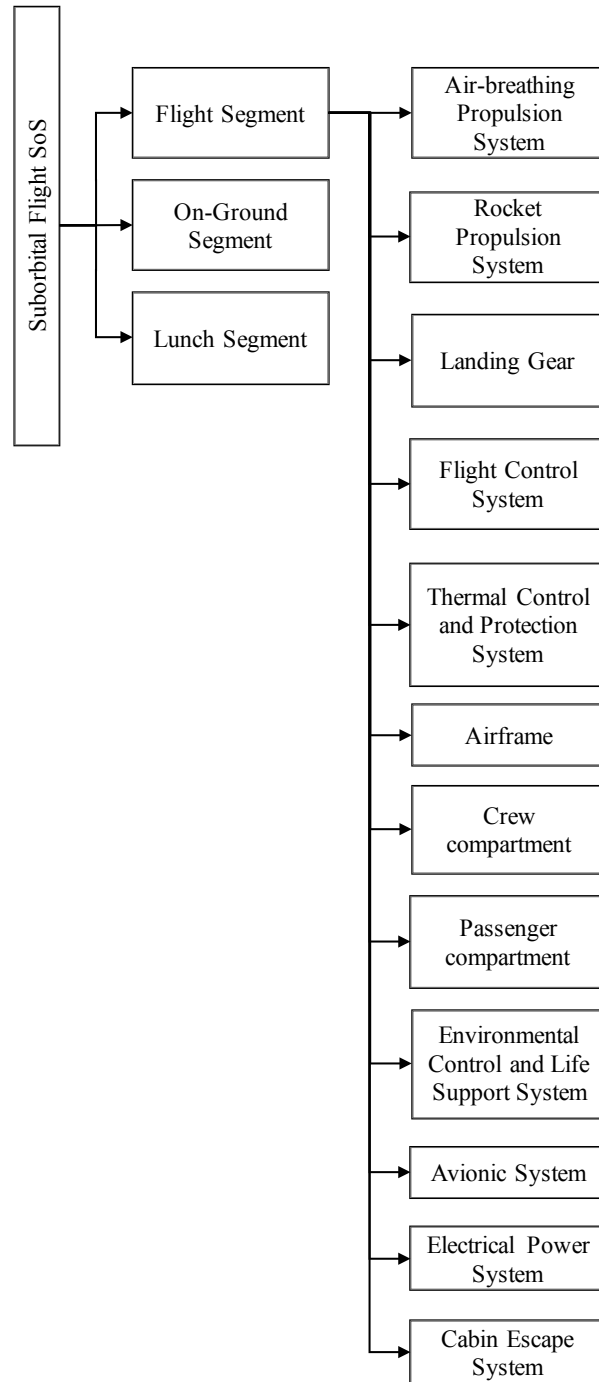 Suborbital Flight SoS
Flight Segment
On-Ground
Segment
Lunch Segment
Air-breathing
Propulsion
System
Rocket
Propulsion
System
Landing Gear
Flight Control
System
Thermal Control
and Protection
System
Airframe
Crew
compartment
Passenger
compartment
Environmental
Control and Life
Support System
Avionic System
Electrical Power
System
Cabin Escape
System